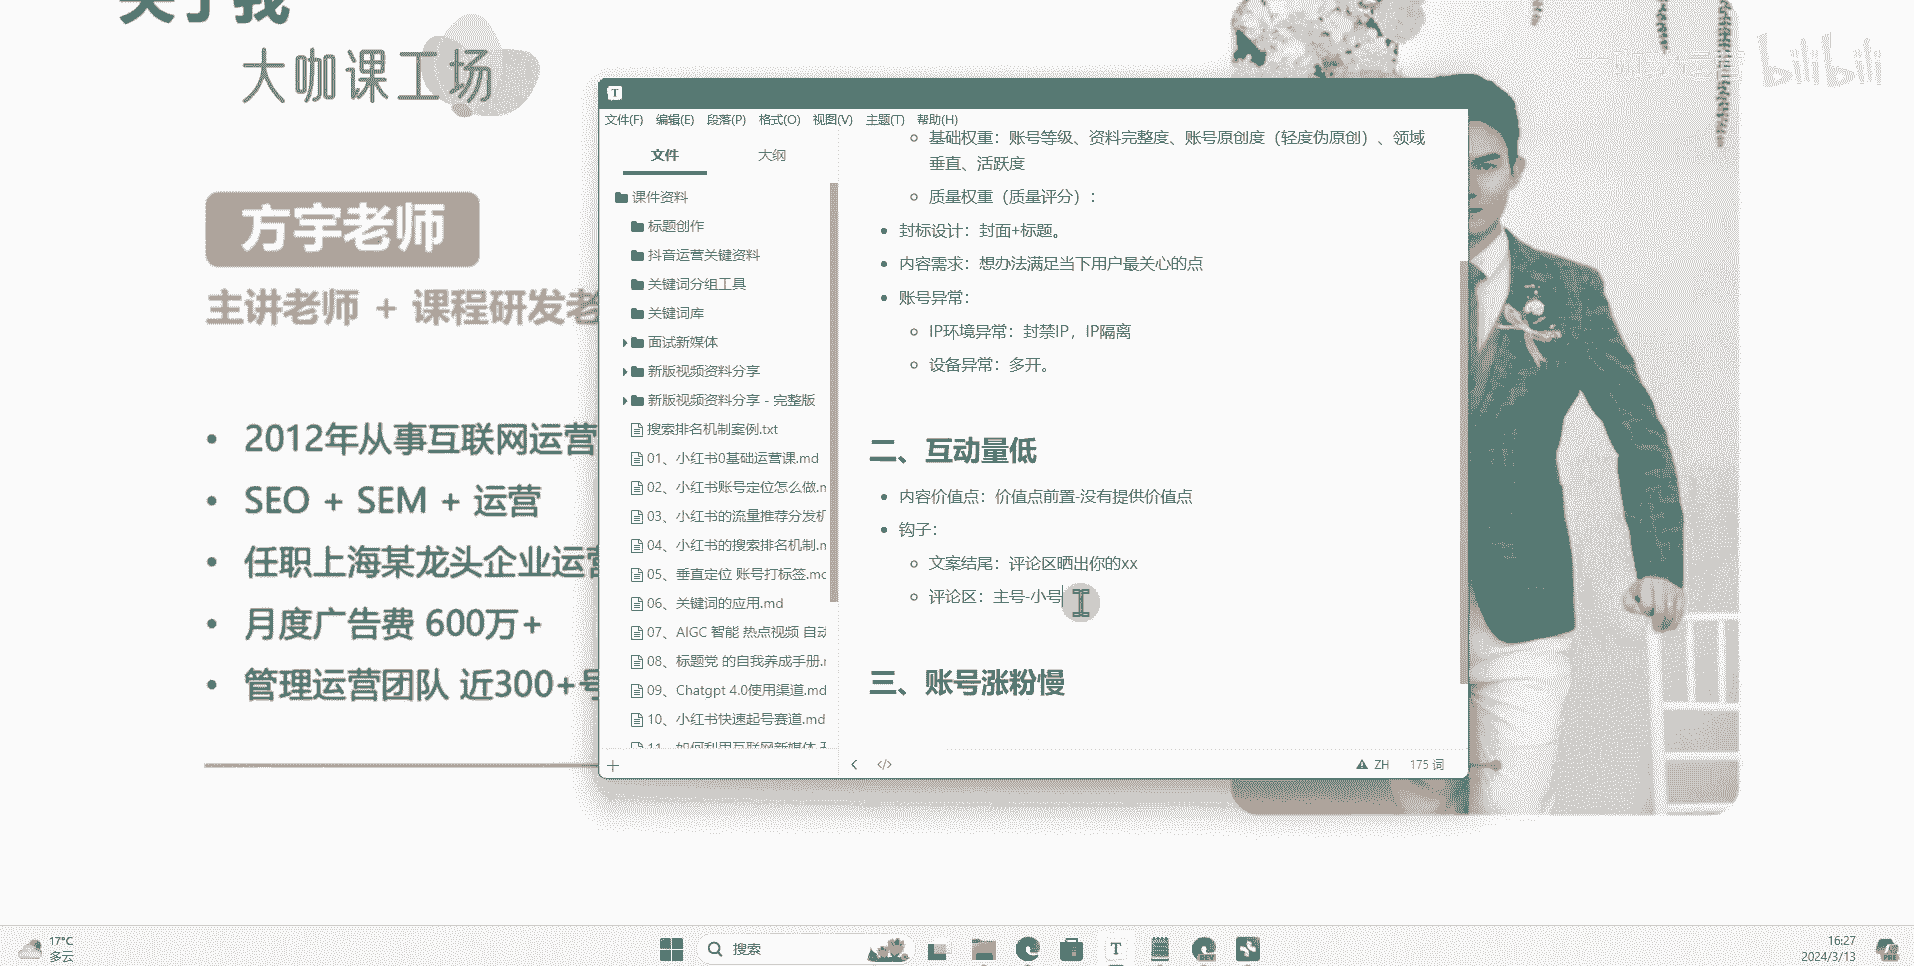 关于我
大咖课工场
方宇老师
主讲老师 + 课程研发老
2012年从事互联网运营
SEO + SEM + 运营
任职上海某龙头企业运营
月度广告费 600万+
管理运营团队 近300+号
bilibili
T
文件(F) 编辑(E) 段落(P) 格式(O) 视图(V) 主题(T) 帮助(H)
文件 大纲
课件资料
标题创作
抖音运营关键资料
关键词分组工具
关键词库
面试新媒体
新版视频资料分享
新版视频资料分享 - 完整版
搜索排名机制案例.txt
01、小红书0基础运营课.md
02、小红书账号定位怎么做.m
03、小红书的流量推荐分发机
04、小红书的搜索排名机制.m
05、垂直定位 账号打标签.mc
06、关键词的应用.md
07、AIGC 智能 热点视频 自动
08、标题党 的自我养成手册.r
09、Chatgpt 4.0使用渠道.md
10、小红书快速起号赛道.md
11、如何利用互联网新媒体
基础权重：账号等级、资料完整度、账号原创度（轻度伪原创）、领域
垂直、活跃度
质量权重（质量评分）：
封标设计：封面+标题。
内容需求：想办法满足当下用户最关心的点
账号异常：
IP环境异常：封禁IP，IP隔离
设备异常：多开。
二、互动量低
内容价值点：价值点前置-没有提供价值点
钩子：
文案结尾：评论区晒出你的xx
评论区：主号-小号
三、账号涨粉慢
ZH 175 词
17°C
多云
搜索
T
DEV
16:27
2024/3/13
PRE